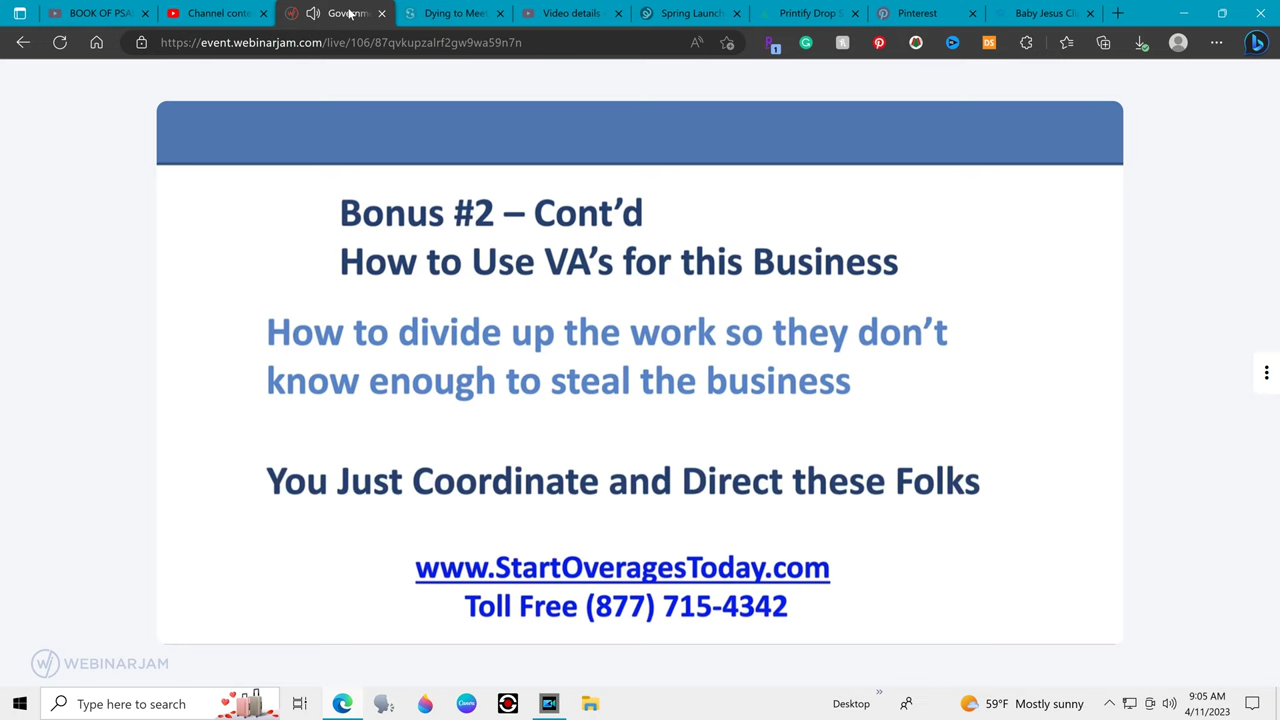 BOOK OF PSA
Channel conte
Governm
Dying to Meet
Video details
Spring Launch
Printify Drop S
Pinterest
Baby Jesus Cli
https://event.webinarjam.com/live/106/87qvkupzalrf2gw9wa59n7n
Bonus #2 – Cont’d
How to Use VA’s for this Business
How to divide up the work so they don’t
know enough to steal the business
You Just Coordinate and Direct these Folks
www.StartOveragesToday.com
Toll Free (877) 715-4342
WEBINARJAM
Type here to search
Canva
Desktop
59°F Mostly sunny
9:05 AM
4/11/2023